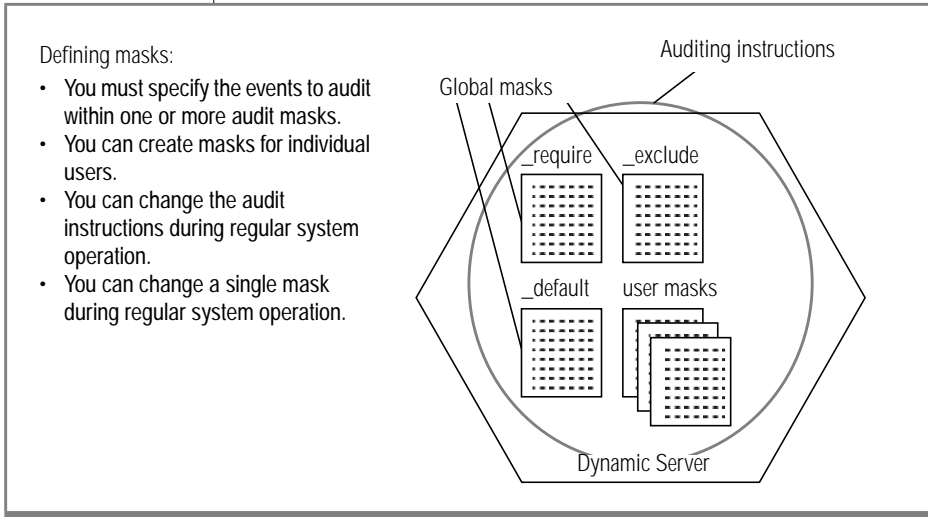 Defining masks:
• You must specify the events to audit
within one or more audit masks.
• You can create masks for individual
users.
• You can change the audit
instructions during regular system
operation.
• You can change a single mask
during regular system operation.
Auditing instructions
Global masks
_require
_exclude
_default
user masks
Dynamic Server